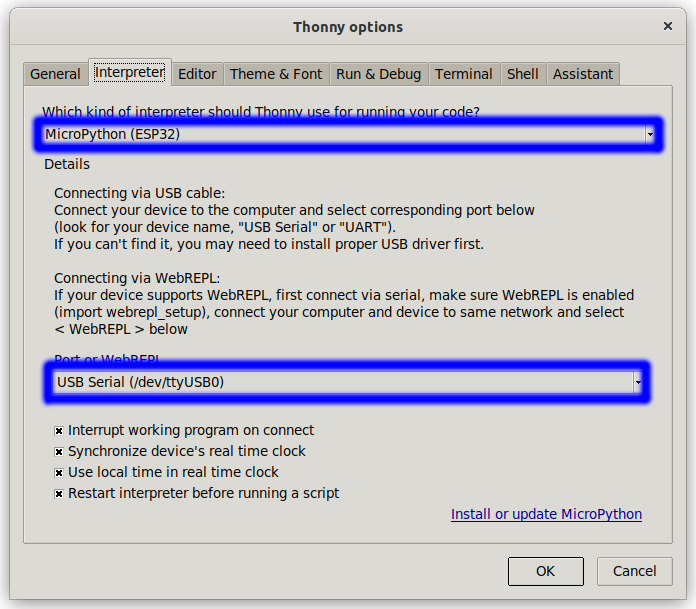 Thonny options
General Interpreter Editor Theme & Font Run & Debug Terminal Shell Assistant
Which kind of interpreter should Thonny use for running your code?
MicroPython (ESP32)
Details
Connecting via USB cable:
Connect your device to the computer and select corresponding port below
(look for your device name, "USB Serial" or "UART").
If you can't find it, you may need to install proper USB driver first.
Connecting via WebREPL:
If your device supports WebREPL, first connect via serial, make sure WebREPL is enabled
(import webrepl_setup), connect your computer and device to same network and select
< WebREPL > below
Port or WebREPL
USB Serial (/dev/ttyUSB0)
Interrupt working program on connect
Synchronize device's real time clock
Use local time in real time clock
Restart interpreter before running a script
Install or update MicroPython
OK Cancel